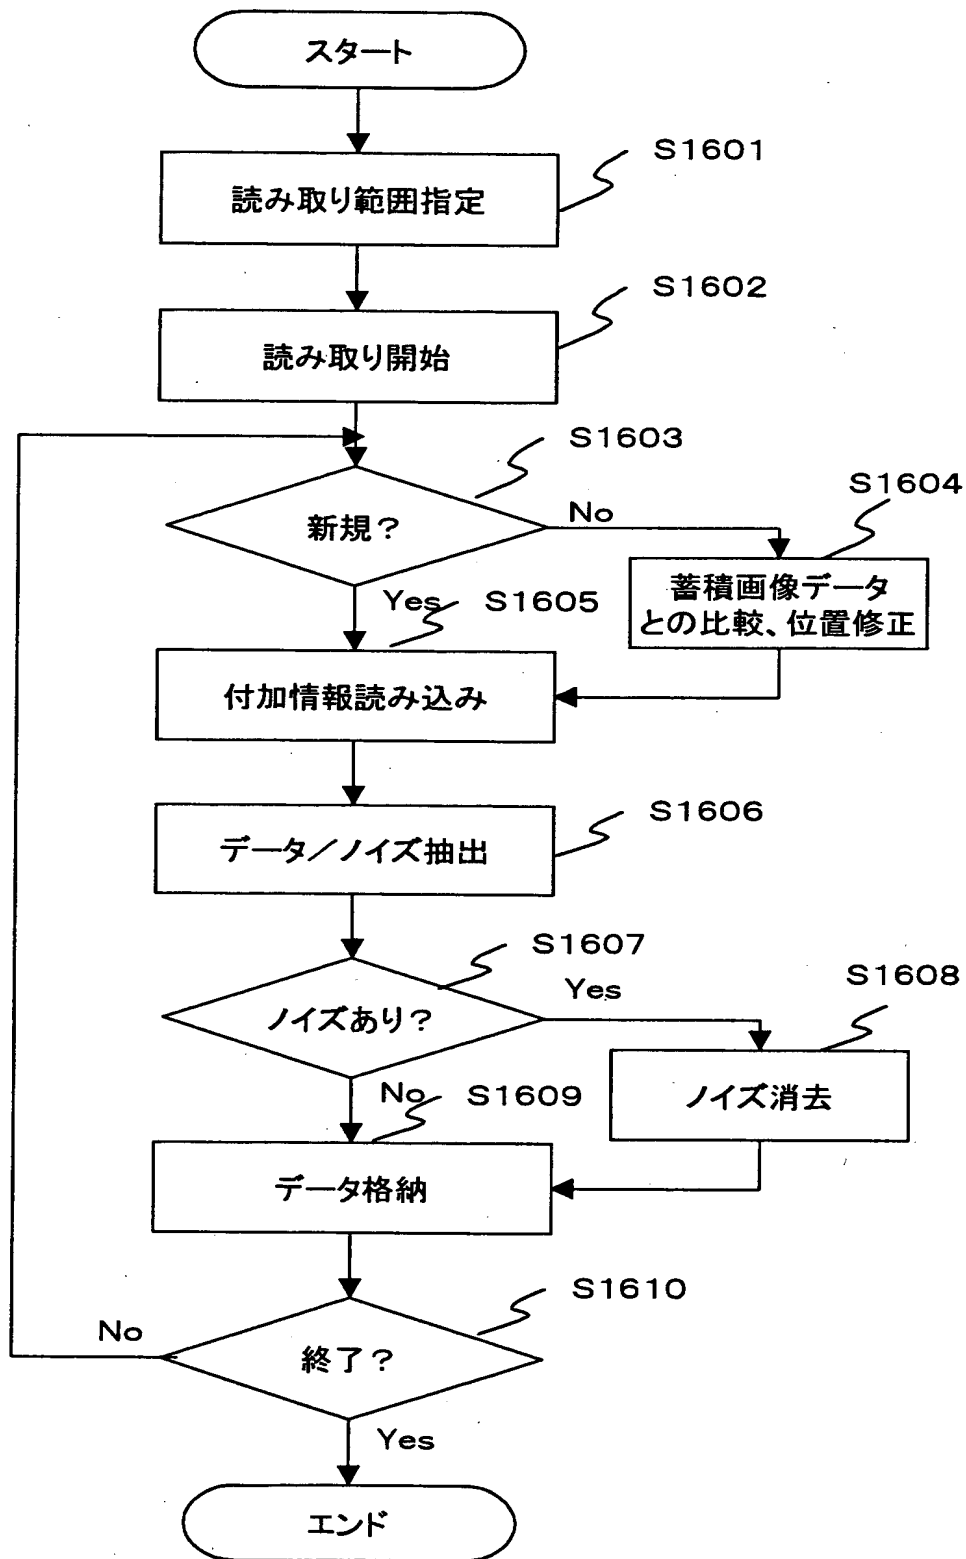 スタート
S1601
読み取り範囲指定
S1602
読み取り開始
S1603
新規？
No
S1604
蓄積画像データ
との比較、位置修正
Yes
S1605
付加情報読み込み
S1606
データ／ノイズ抽出
S1607
ノイズあり？
Yes
S1608
ノイズ消去
No
S1609
データ格納
S1610
終了？
No
Yes
エンド